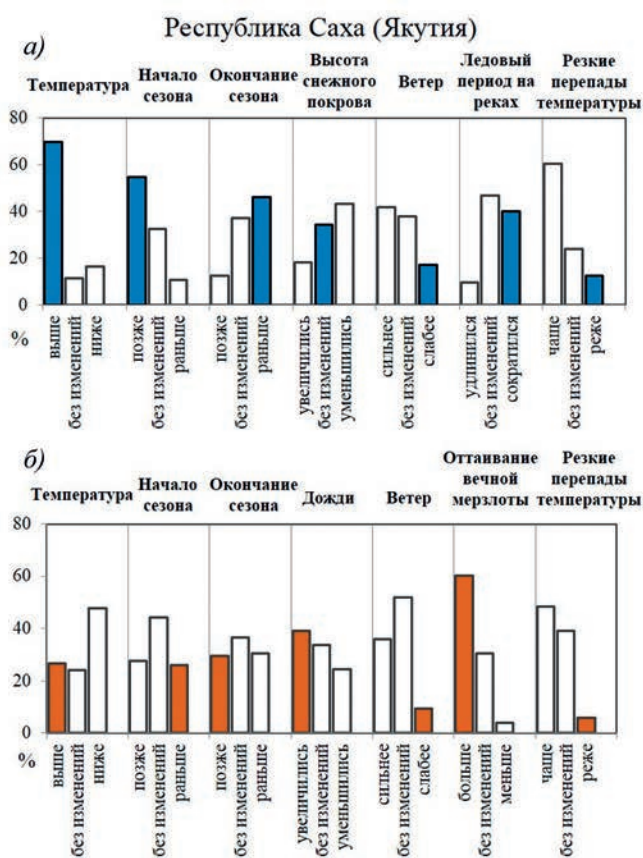 Республика Саха (Якутия)
а)
Температура
Начало сезона
Окончание сезона
Высота снежного покрова
Ветер
Ледовый период на реках
Резкие перепады температуры
80
60
40
20
0
%
выше
без изменений
ниже
позже
без изменений
раньше
позже
без изменений
раньше
увеличились
без изменений
уменьшились
сильнее
без изменений
слабее
удлинился
без изменений
сократился
чаще
без изменений
реже
б)
Температура
Начало сезона
Окончание сезона
Дожди
Ветер
Оттаивание вечной мерзлоты
Резкие перепады температуры
80
60
40
20
0
%
выше
без изменений
ниже
позже
без изменений
раньше
позже
без изменений
раньше
увеличились
без изменений
уменьшились
сильнее
без изменений
слабее
больше
без изменений
меньше
чаще
без изменений
реже